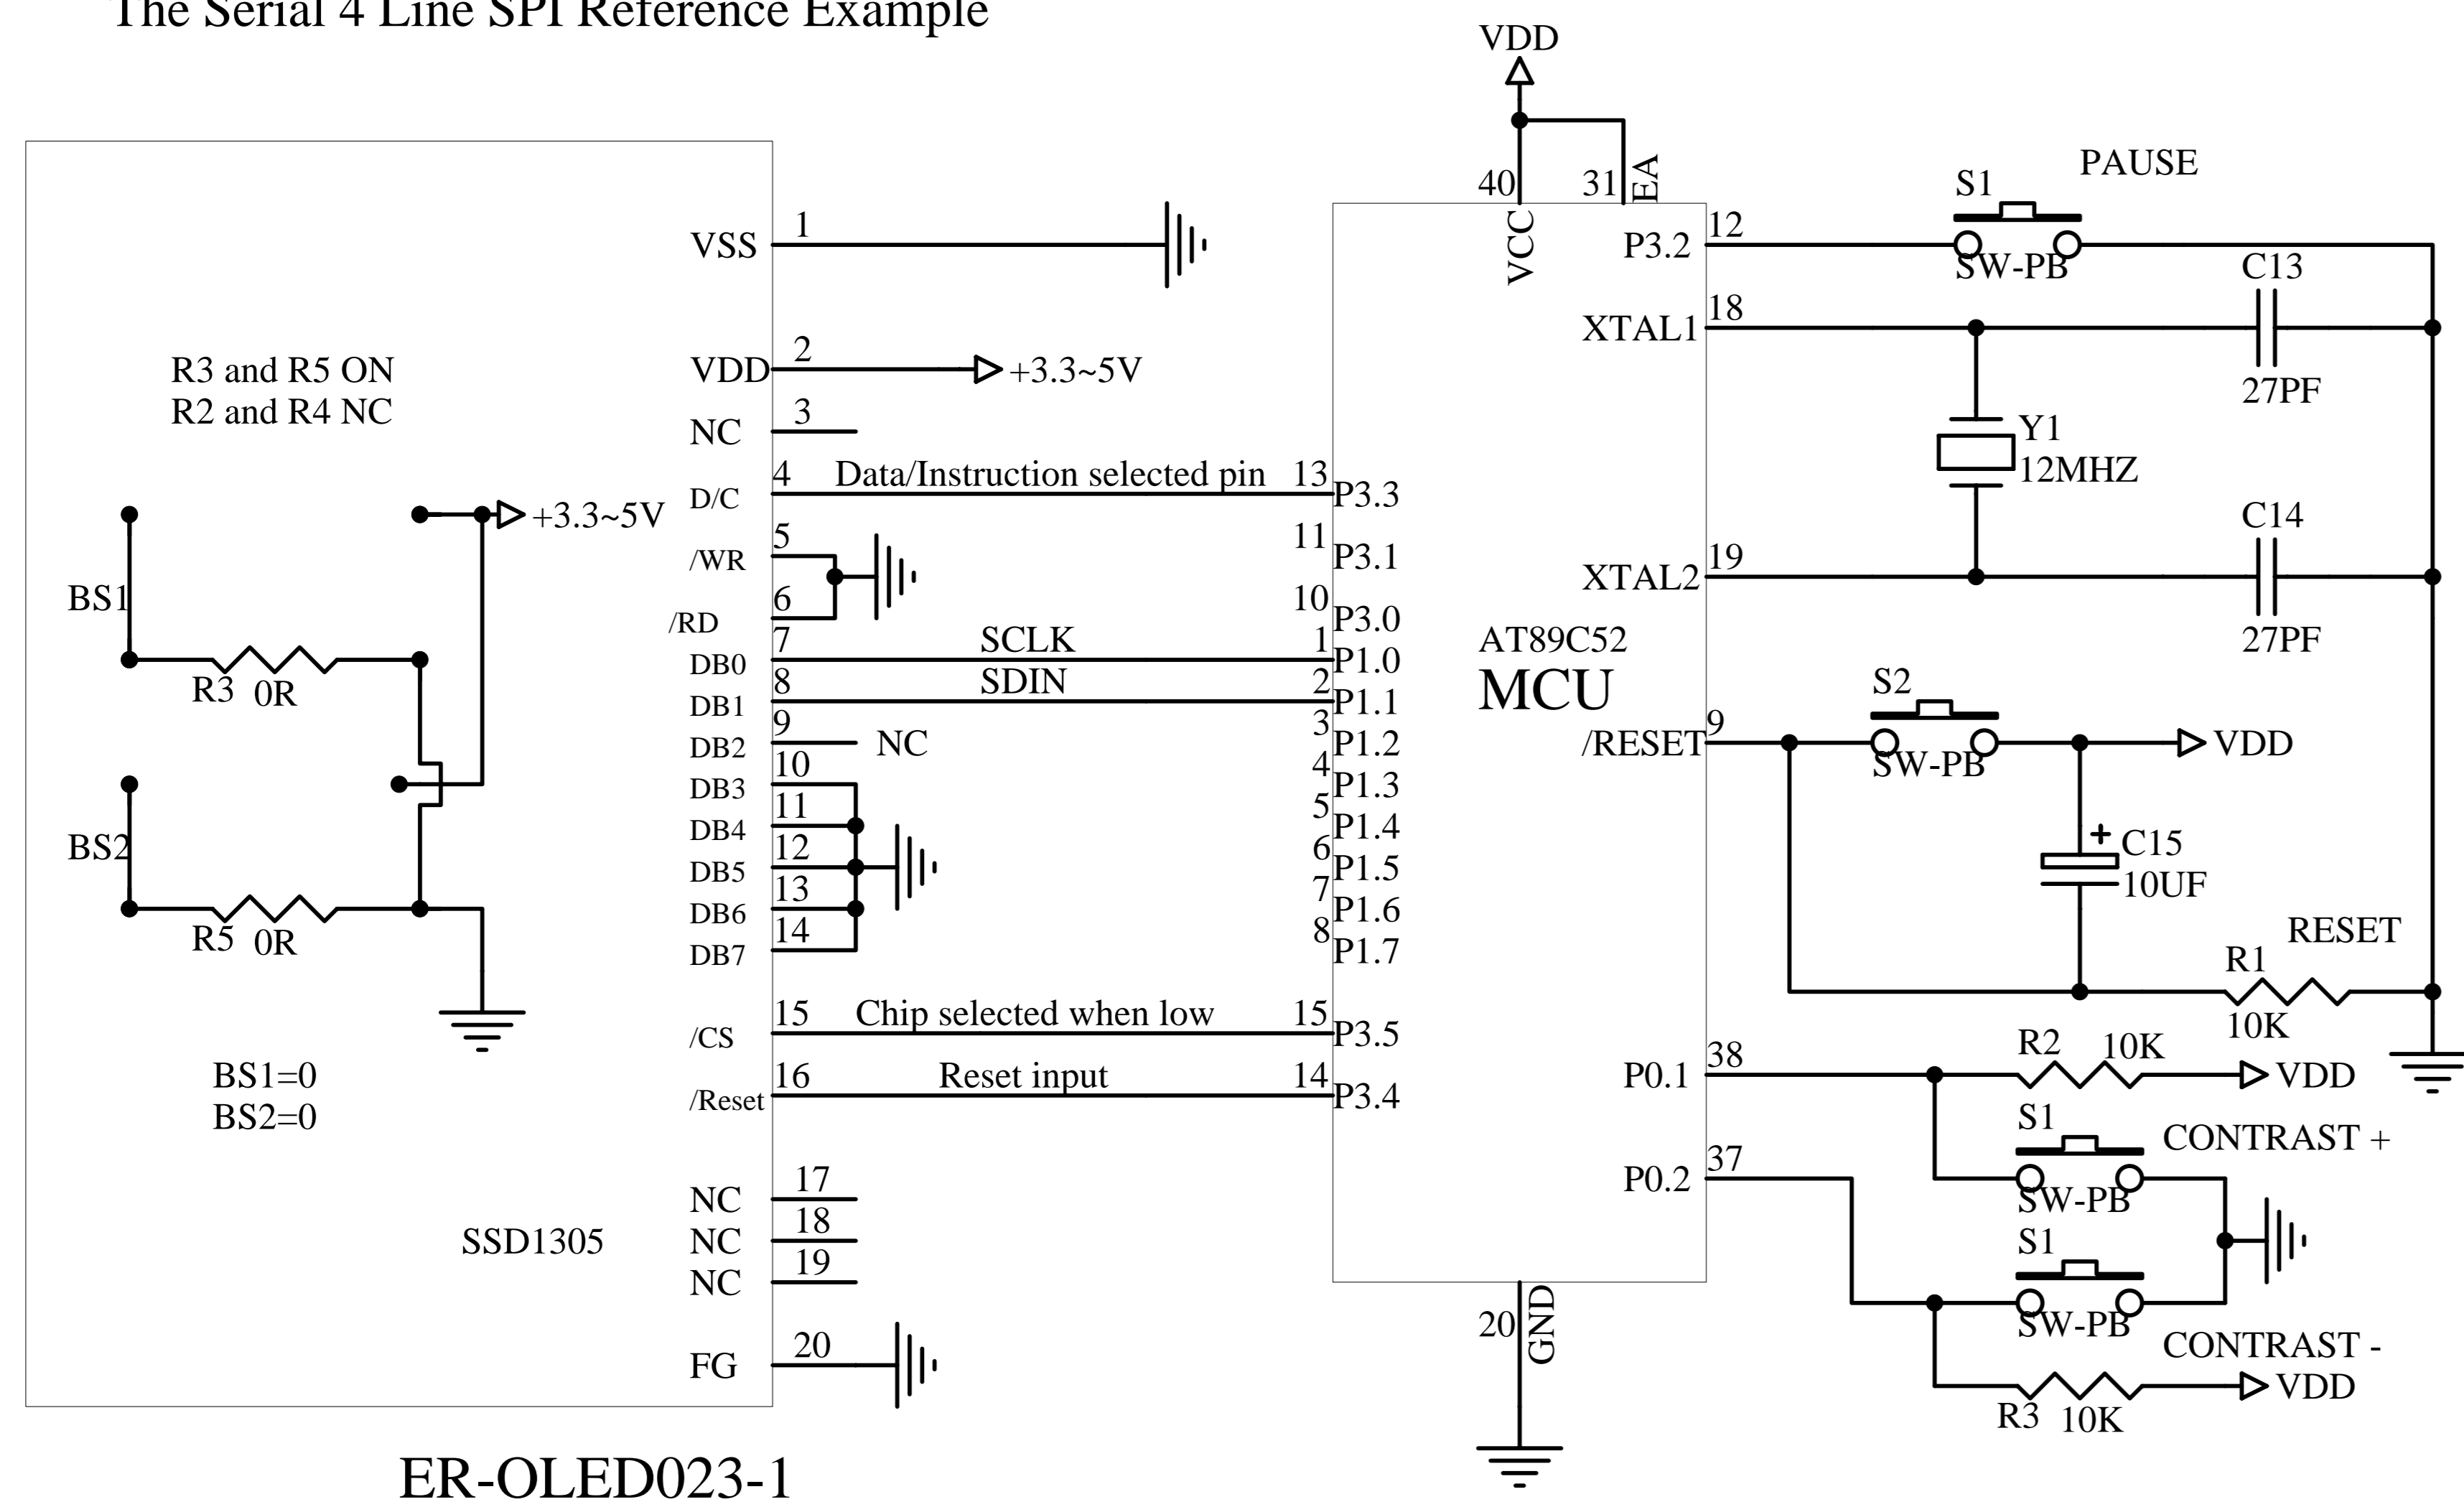 The Serial 4 Line SPI Reference Example
VDD
40
31
EA
VCC
PAUSE
S1
SW-PB
VSS
1
P3.2
12
C13
27PF
XTAL1
18
R3 and R5 ON
R2 and R4 NC
VDD
2
+3.3~5V
NC
3
Y1
12MHZ
D/C
4
Data/Instruction selected pin
13
P3.3
+3.3~5V
C14
27PF
/WR
5
11
P3.1
XTAL2
19
BS1
/RD
6
10
P3.0
AT89C52
MCU
DB0
7
SCLK
1
P1.0
R3
0R
DB1
8
SDIN
2
P1.1
S2
SW-PB
DB2
9
NC
3
P1.2
/RESET
9
VDD
DB3
10
4
P1.3
DB4
11
5
P1.4
BS2
DB5
12
6
P1.5
+
C15
10UF
DB6
13
7
P1.6
R5
0R
DB7
14
8
P1.7
RESET
R1
10K
/CS
15
Chip selected when low
15
P3.5
BS1=0
BS2=0
/Reset
16
Reset input
14
P3.4
P0.1
38
R2
10K
VDD
S1
SW-PB
CONTRAST +
P0.2
37
NC
17
NC
18
NC
19
SSD1305
S1
SW-PB
CONTRAST -
FG
20
20
GND
R3
10K
VDD
ER-OLED023-1